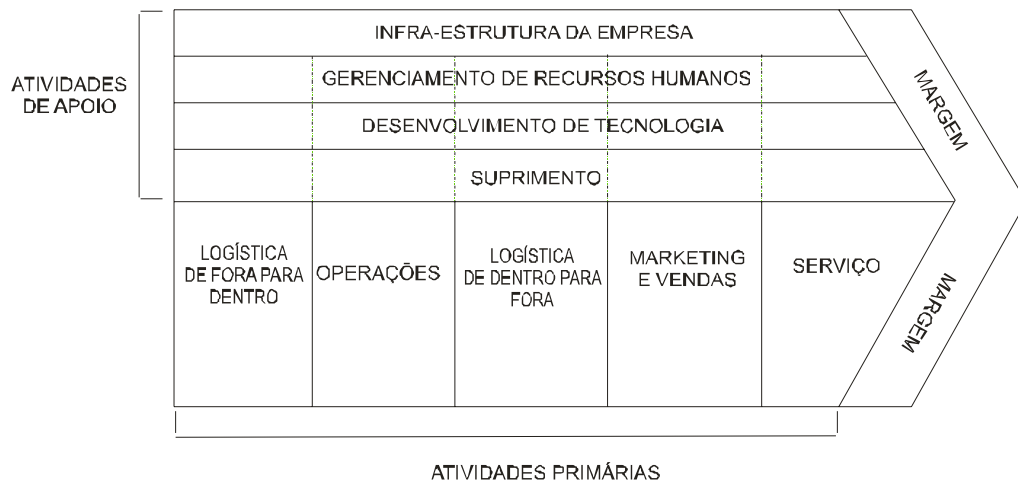 INFRA-ESTRUTURA DA EMPRESA
ATIVIDADES
DE APOIO
GERENCIAMENTO DE RECURSOS HUMANOS
DESENVOLVIMENTO DE TECNOLOGIA
SUPRIMENTO
MARGEM
LOGÍSTICA
DE FORA PARA
DENTRO
OPERAÇÕES
LOGÍSTICA
DE DENTRO PARA
FORA
MARKETING
E VENDAS
SERVIÇO
MARGEM
ATIVIDADES PRIMÁRIAS